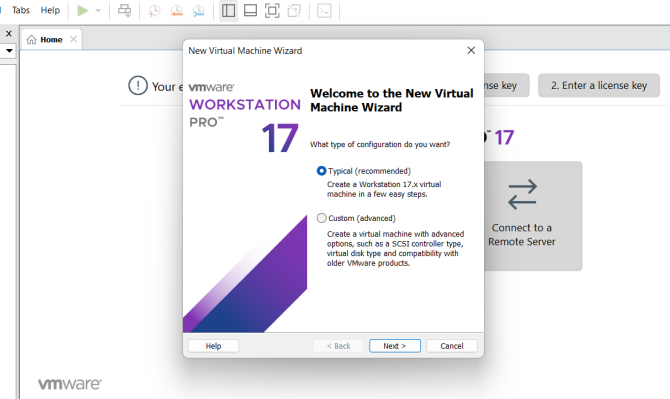 Tabs Help
Home
New Virtual Machine Wizard
Your e
nse key
2. Enter a license key
vmware
WORKSTATION
PRO™
17
Welcome to the New Virtual
Machine Wizard
What type of configuration do you want?
Typical (recommended)
Create a Workstation 17.x virtual
machine in a few easy steps.
Custom (advanced)
Create a virtual machine with advanced
options, such as a SCSI controller type,
virtual disk type and compatibility with
older VMware products.
17
Connect to a
Remote Server
Help
< Back
Next >
Cancel
vmware